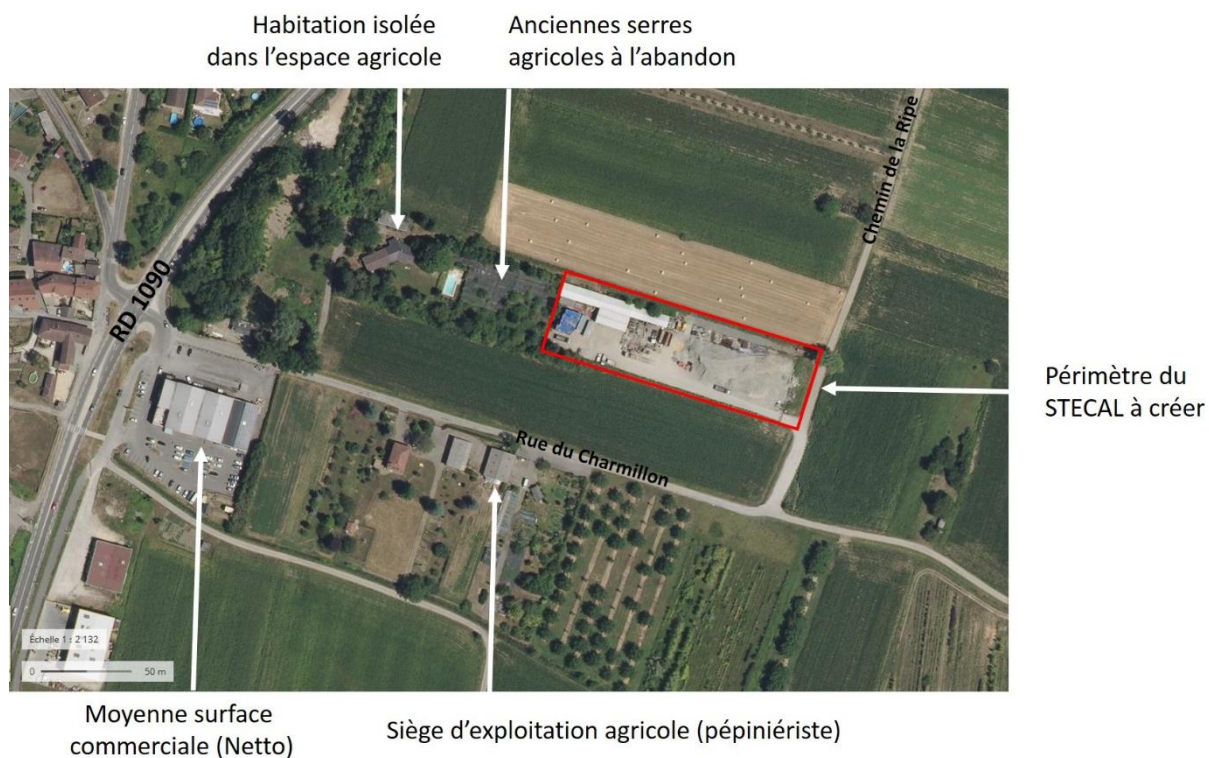 Habitation isolée
dans l’espace agricole
Anciennes serres
agricoles à l’abandon
Chemin de la Ripe
RD 1090
Périmètre du
STECAL à créer
Rue du Charmillon
Échelle 1 : 2 132
0 50 m
Moyenne surface
commerciale (Netto)
Siège d’exploitation agricole (pépiniériste)